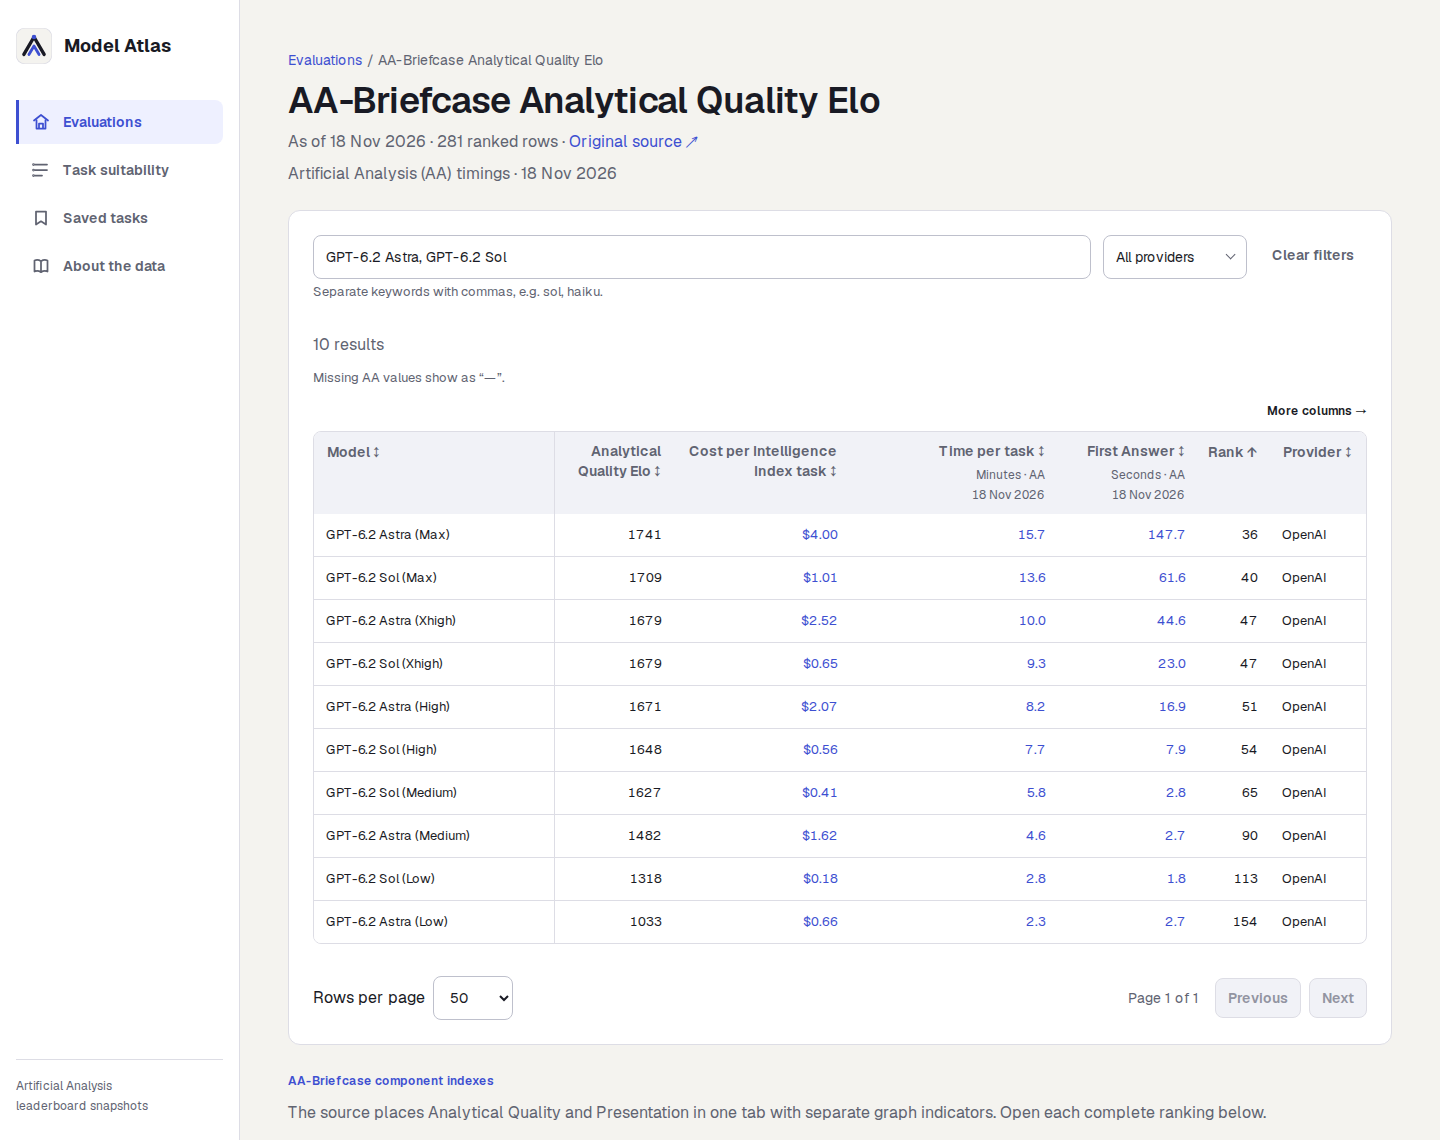 Model Atlas
Evaluations
Task suitability
Saved tasks
About the data
Artificial Analysis
leaderboard snapshots
Evaluations / AA-Briefcase Analytical Quality Elo
AA-Briefcase Analytical Quality Elo
As of 18 Nov 2026 · 281 ranked rows · Original source ↗
Artificial Analysis (AA) timings · 18 Nov 2026
GPT-6.2 Astra, GPT-6.2 Sol
All providers
Clear filters
Separate keywords with commas, e.g. sol, haiku.
10 results
Missing AA values show as “—”.
More columns →
Model ↕ Analytical Quality Elo ↕ Cost per Intelligence Index task ↕ Time per task ↕ Minutes · AA 18 Nov 2026 First Answer ↕ Seconds · AA 18 Nov 2026 Rank ↑ Provider ↕
GPT-6.2 Astra (Max) 1741 $4.00 15.7 147.7 36 OpenAI
GPT-6.2 Sol (Max) 1709 $1.01 13.6 61.6 40 OpenAI
GPT-6.2 Astra (Xhigh) 1679 $2.52 10.0 44.6 47 OpenAI
GPT-6.2 Sol (Xhigh) 1679 $0.65 9.3 23.0 47 OpenAI
GPT-6.2 Astra (High) 1671 $2.07 8.2 16.9 51 OpenAI
GPT-6.2 Sol (High) 1648 $0.56 7.7 7.9 54 OpenAI
GPT-6.2 Sol (Medium) 1627 $0.41 5.8 2.8 65 OpenAI
GPT-6.2 Astra (Medium) 1482 $1.62 4.6 2.7 90 OpenAI
GPT-6.2 Sol (Low) 1318 $0.18 2.8 1.8 113 OpenAI
GPT-6.2 Astra (Low) 1033 $0.66 2.3 2.7 154 OpenAI
Rows per page 50
Page 1 of 1 Previous Next
AA-Briefcase component indexes
The source places Analytical Quality and Presentation in one tab with separate graph indicators. Open each complete ranking below.